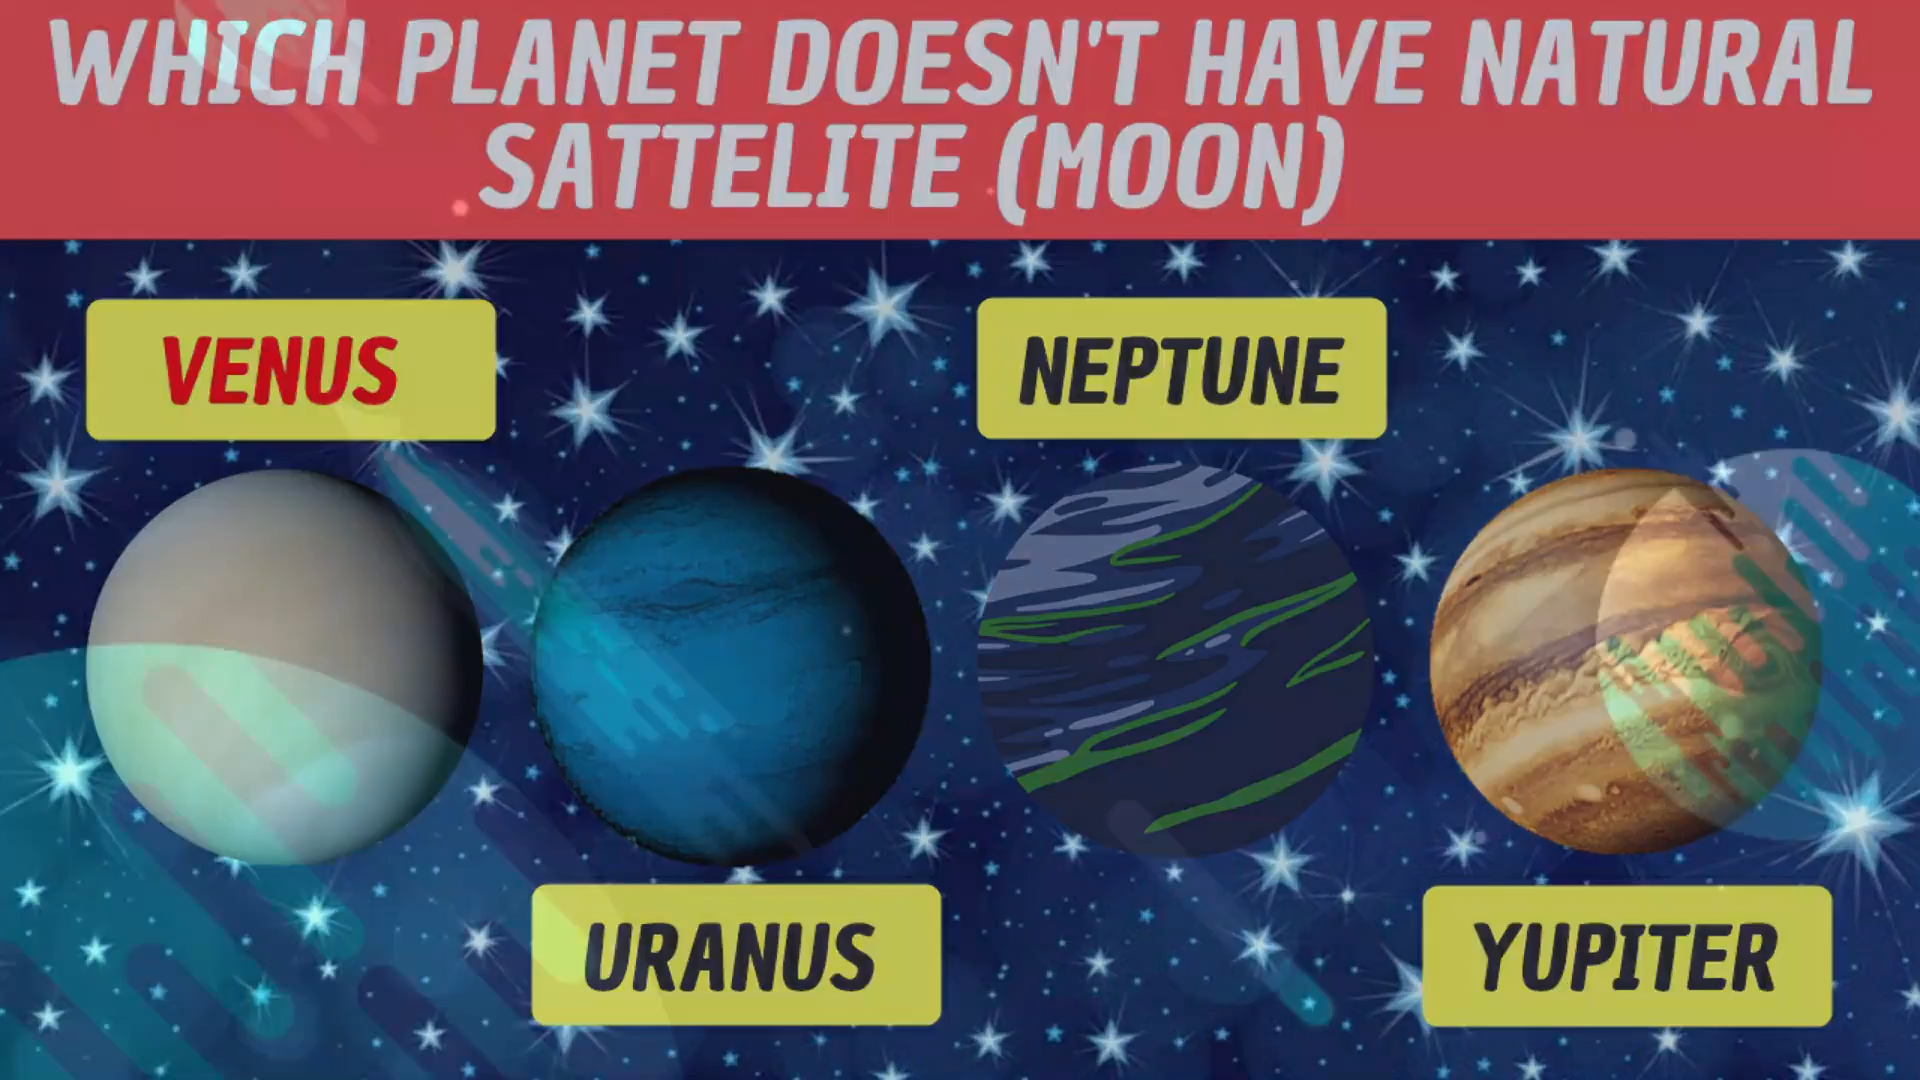 WHICH PLANET DOESN'T HAVE NATURAL
SATTELITE (MOON)
VENUS
NEPTUNE
URANUS
YUPITER